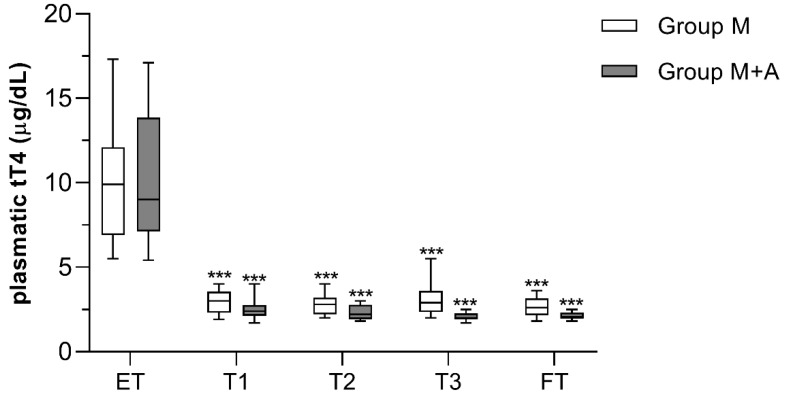 plasmatic tT4 (μg/dL)
20
15
10
5
0
*** *** *** *** *** *** *** ***
ET T1 T2 T3 FT
Group M
Group M+A